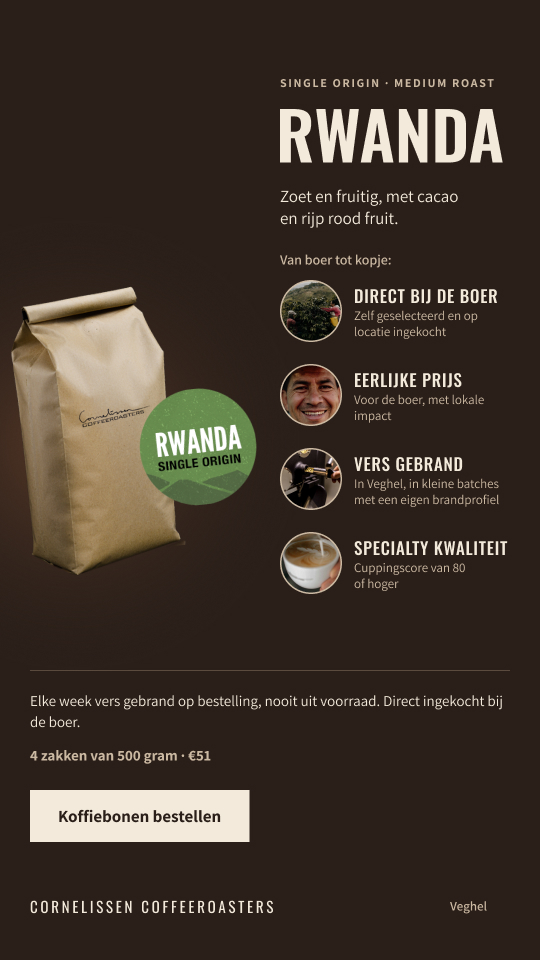 SINGLE ORIGIN · MEDIUM ROAST
RWANDA
Zoet en fruitig, met cacao
en rijp rood fruit.
Van boer tot kopje:
DIRECT BIJ DE BOER
Zelf geselecteerd en op
locatie ingekocht
EERLIJKE PRIJS
Voor de boer, met lokale
impact
VERS GEBRAND
In Veghel, in kleine batches
met een eigen brandprofiel
SPECIALTY KWALITEIT
Cuppingscore van 80
of hoger
Cornelissen
COFFEEROASTERS
RWANDA
SINGLE ORIGIN
Elke week vers gebrand op bestelling, nooit uit voorraad. Direct ingekocht bij
de boer.
4 zakken van 500 gram · €51
Koffiebonen bestellen
CORNELISSEN COFFEEROASTERS
Veghel